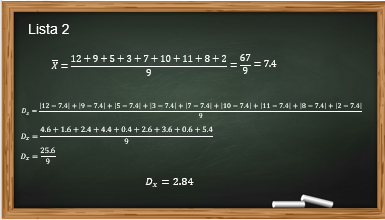 Lista 2
X̄ = 12 + 9 + 5 + 3 + 7 + 10 + 11 + 8 + 2 / 9 = 67 / 9 = 7.4
Dₓ = |12 − 7.4| + |9 − 7.4| + |5 − 7.4| + |3 − 7.4| + |7 − 7.4| + |10 − 7.4| + |11 − 7.4| + |8 − 7.4| + |2 − 7.4| / 9
Dₓ = 4.6 + 1.6 + 2.4 + 4.4 + 0.4 + 2.6 + 3.6 + 0.6 + 5.4 / 9
Dₓ = 25.6 / 9
Dₓ = 2.84